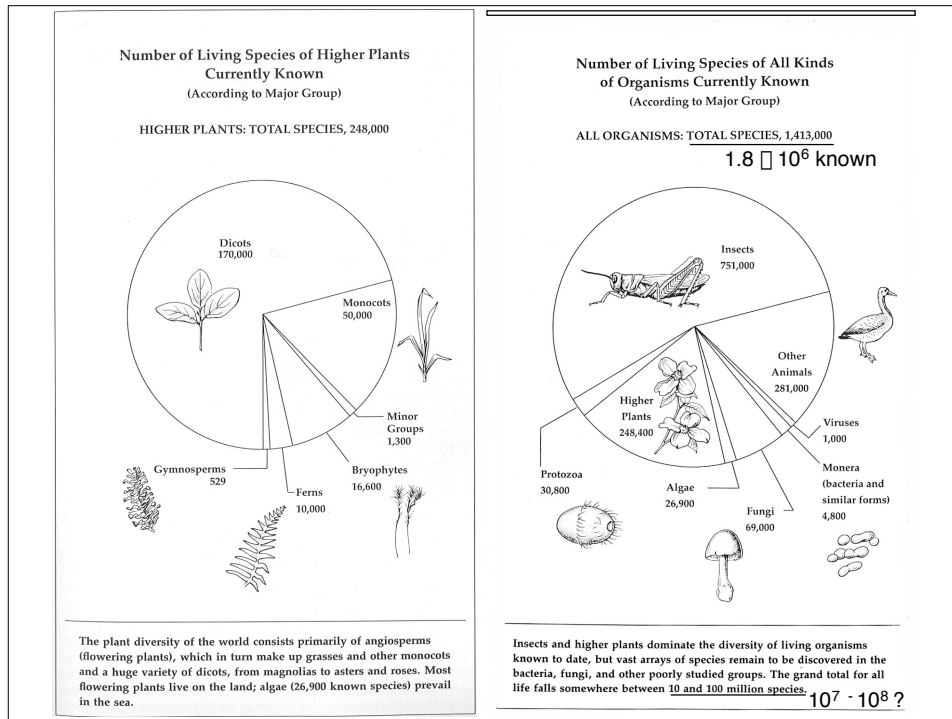 Number of Living Species of Higher Plants
Currently Known
(According to Major Group)
HIGHER PLANTS: TOTAL SPECIES, 248,000
Dicots
170,000
Monocots
50,000
Minor
Groups
1,300
Bryophytes
16,600
Ferns
10,000
Gymnosperms
529
The plant diversity of the world consists primarily of angiosperms
(flowering plants), which in turn make up grasses and other monocots
and a huge variety of dicots, from magnolias to asters and roses. Most
flowering plants live on the land; algae (26,900 known species) prevail
in the sea.
Number of Living Species of All Kinds
of Organisms Currently Known
(According to Major Group)
ALL ORGANISMS: TOTAL SPECIES, 1,413,000
1.8 10⁶ known
Insects
751,000
Other
Animals
281,000
Viruses
1,000
Monera
(bacteria and
similar forms)
4,800
Fungi
69,000
Algae
26,900
Higher
Plants
248,400
Protozoa
30,800
Insects and higher plants dominate the diversity of living organisms
known to date, but vast arrays of species remain to be discovered in the
bacteria, fungi, and other poorly studied groups. The grand total for all
life falls somewhere between 10 and 100 million species.
10⁷ - 10⁸ ?